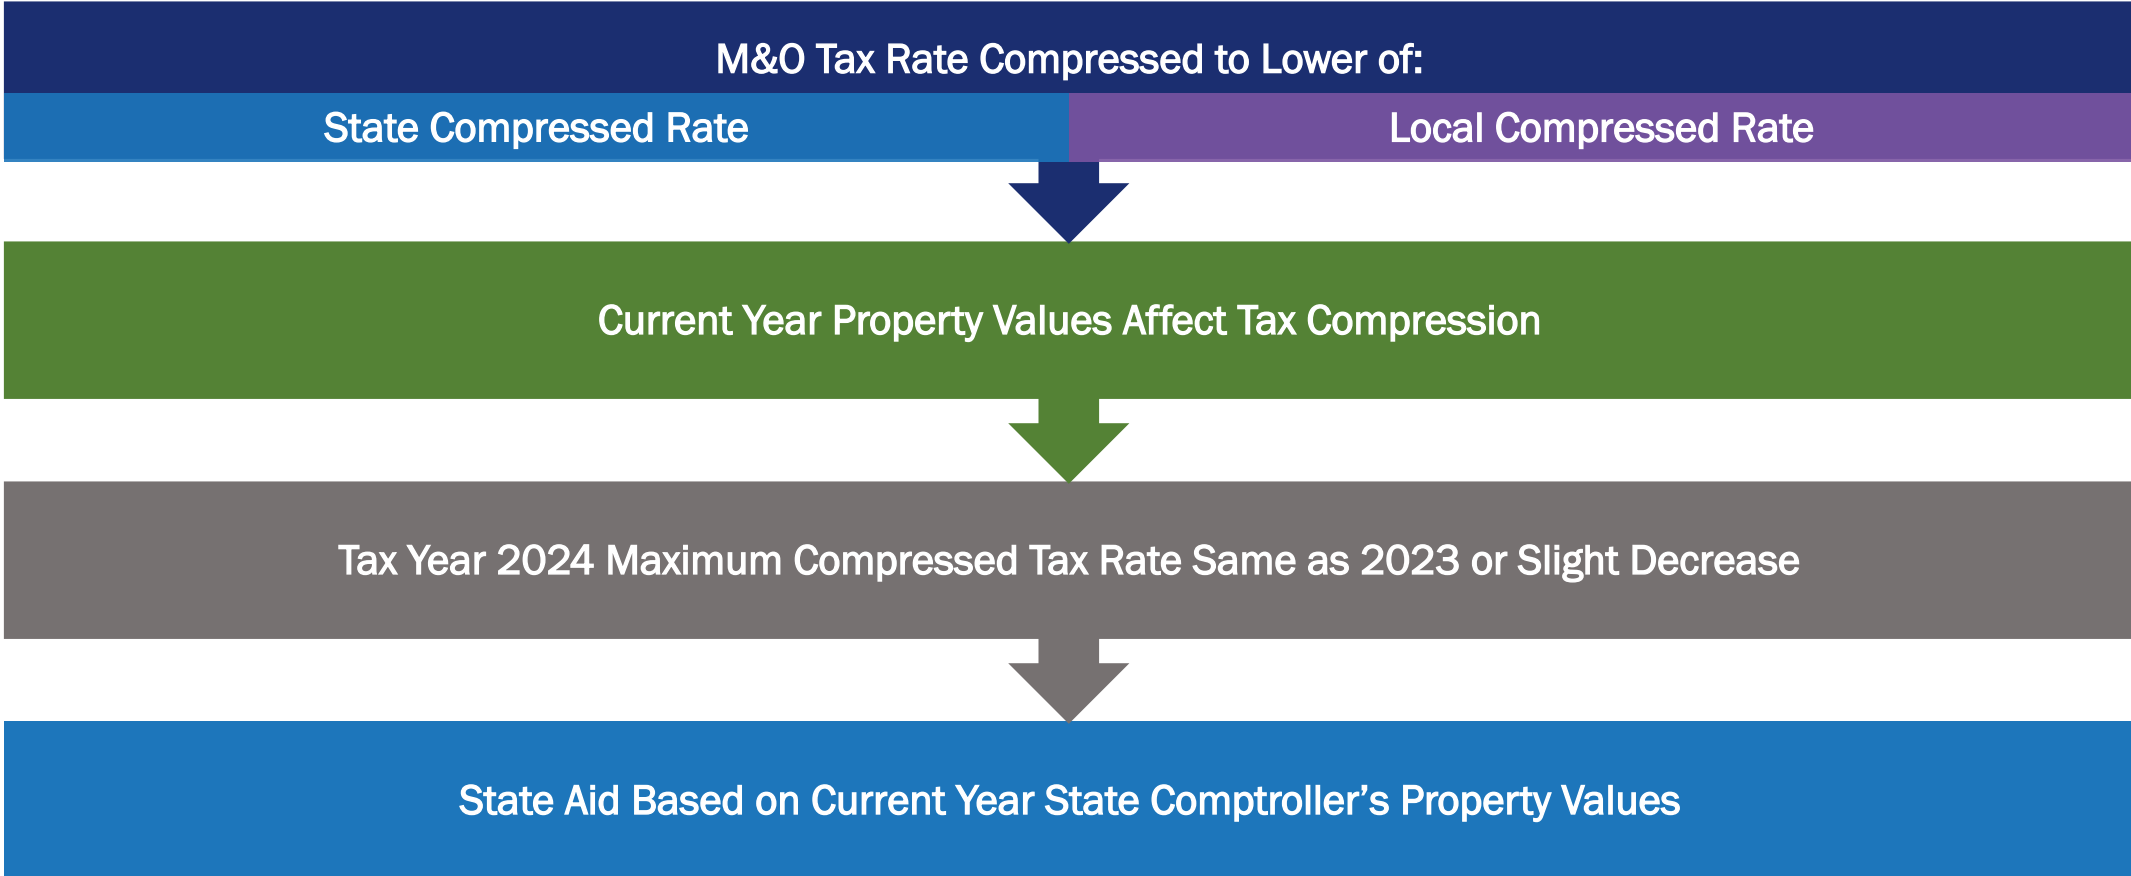 M&O Tax Rate Compressed to Lower of:
State Compressed Rate
Local Compressed Rate
Current Year Property Values Affect Tax Compression
Tax Year 2024 Maximum Compressed Tax Rate Same as 2023 or Slight Decrease
State Aid Based on Current Year State Comptroller’s Property Values